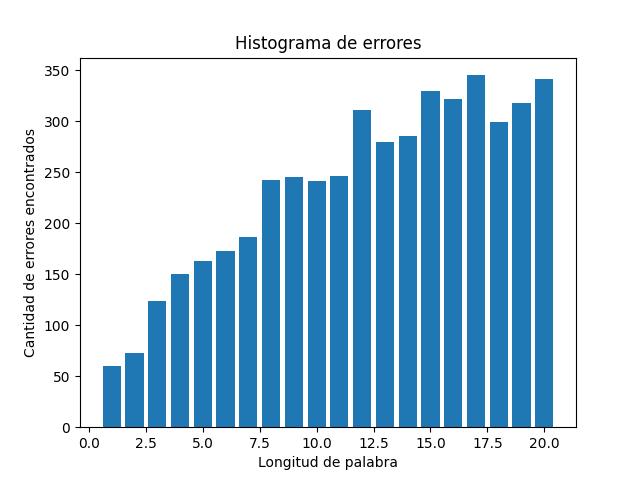 Histograma de errores
350
300
250
200
150
100
50
0
Cantidad de errores encontrados
0.0 2.5 5.0 7.5 10.0 12.5 15.0 17.5 20.0
Longitud de palabra